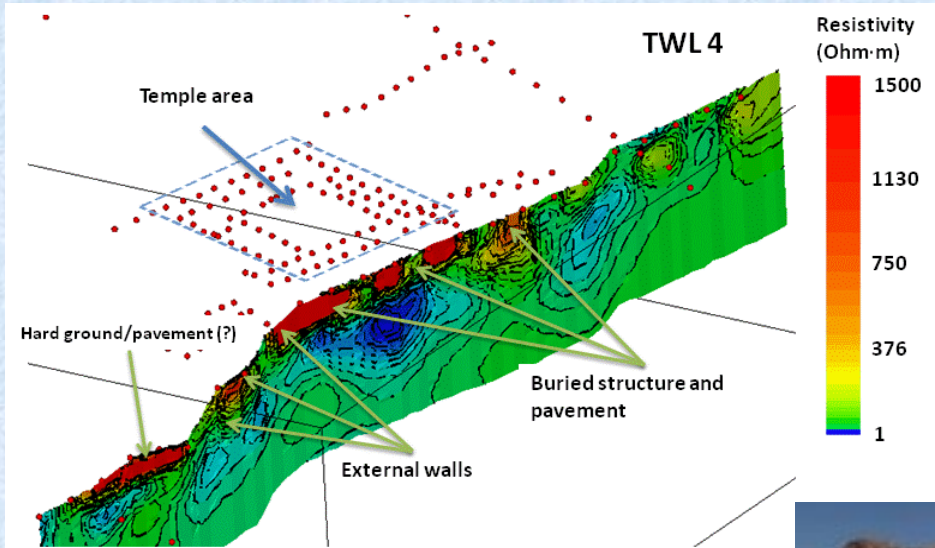 TWL 4
Resistivity
(Ohm·m)
1500
1130
750
376
1
Temple area
Hard ground/pavement (?)
External walls
Buried structure and
pavement